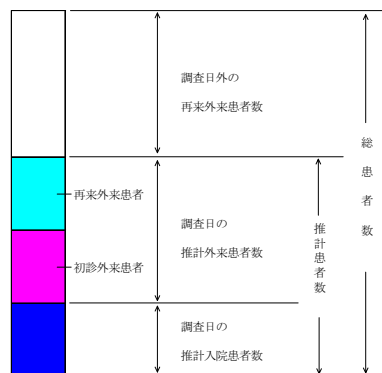 調査日外の
再来外来患者数
再来外来患者
初診外来患者
調査日の
推計外来患者数
調査日の
推計入院患者数
推計患者数
総患者数